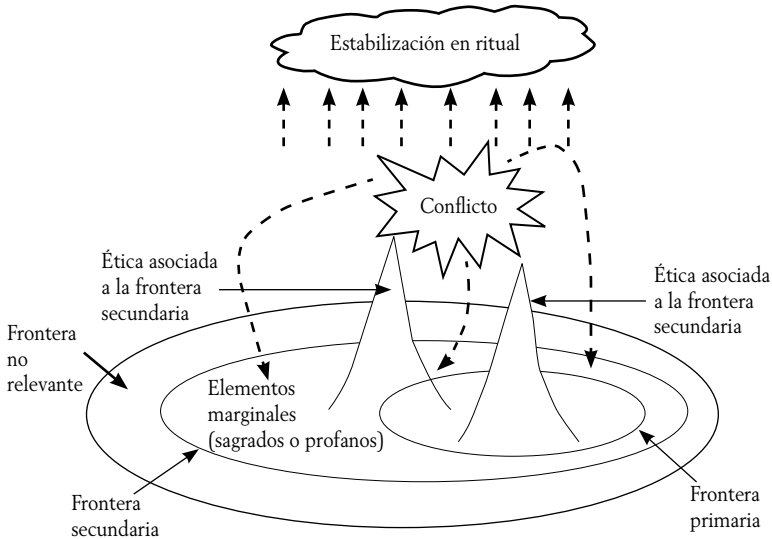 Estabilización en ritual
Conflicto
Ética asociada
a la frontera
secundaria
Ética asociada
a la frontera
secundaria
Frontera
no
relevante
Elementos
marginales
(sagrados o profanos)
Frontera
secundaria
Frontera
primaria